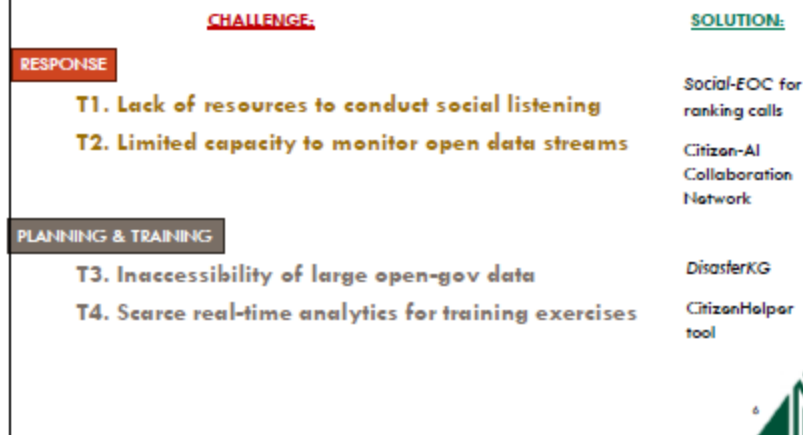 CHALLENGE:
SOLUTION:
RESPONSE
T1. Lack of resources to conduct social listening
Social-EOC for
ranking calls
T2. Limited capacity to monitor open data streams
Citizen-AI
Collaboration
Network
PLANNING & TRAINING
T3. Inaccessibility of large open-gov data
DisasterKG
T4. Scarce real-time analytics for training exercises
CitizenHelper
tool
6